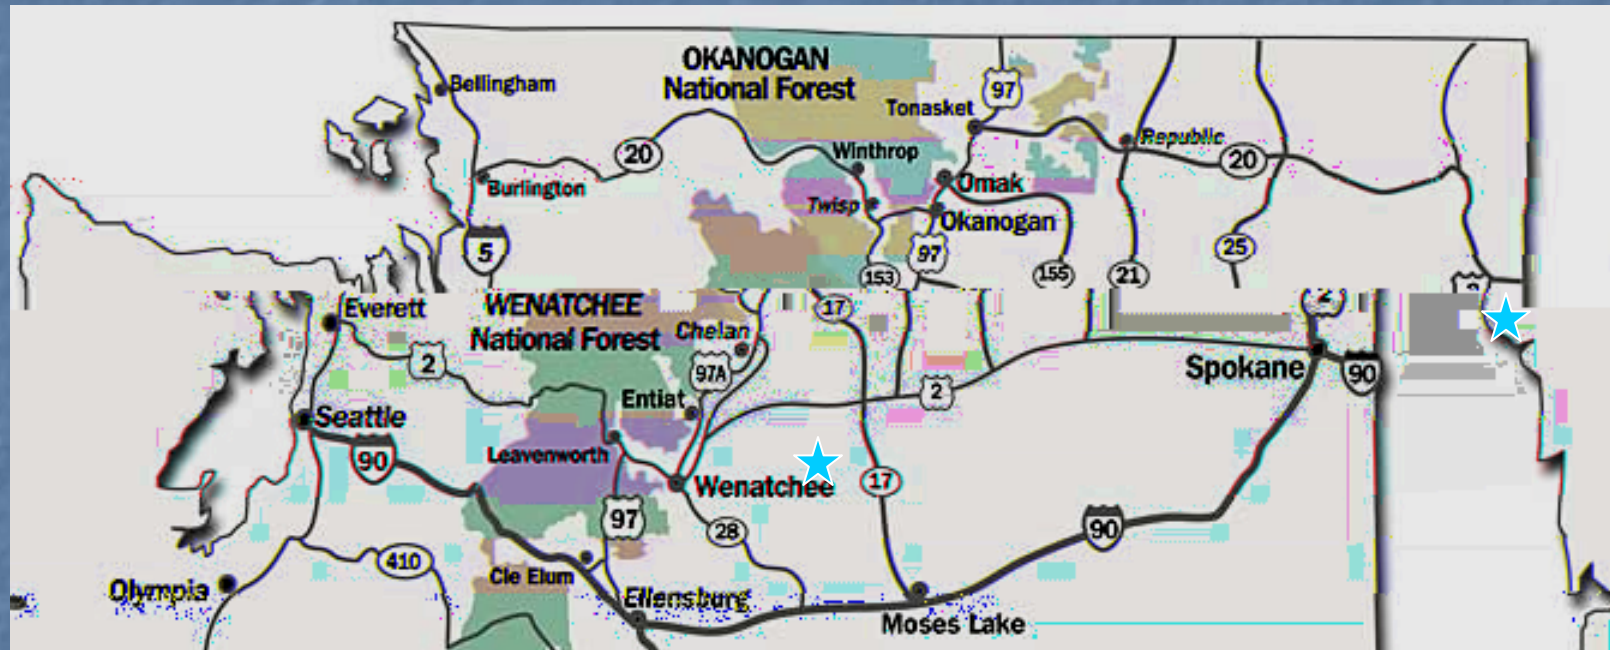 OKANOGAN
National Forest
Bellingham
97
Tonasket
Republic
20
Winthrop
20
Burlington
Omak
Twisp
Okanogan
5
97
25
153
155
21
Everett
WENATCHEE
National Forest
17
2
Chelan
2
97A
Spokane
90
Entiat
2
Seattle
90
Leavenworth
Wenatchee
17
97
28
90
410
Cle Elum
Olympia
Ellensburg
Moses Lake